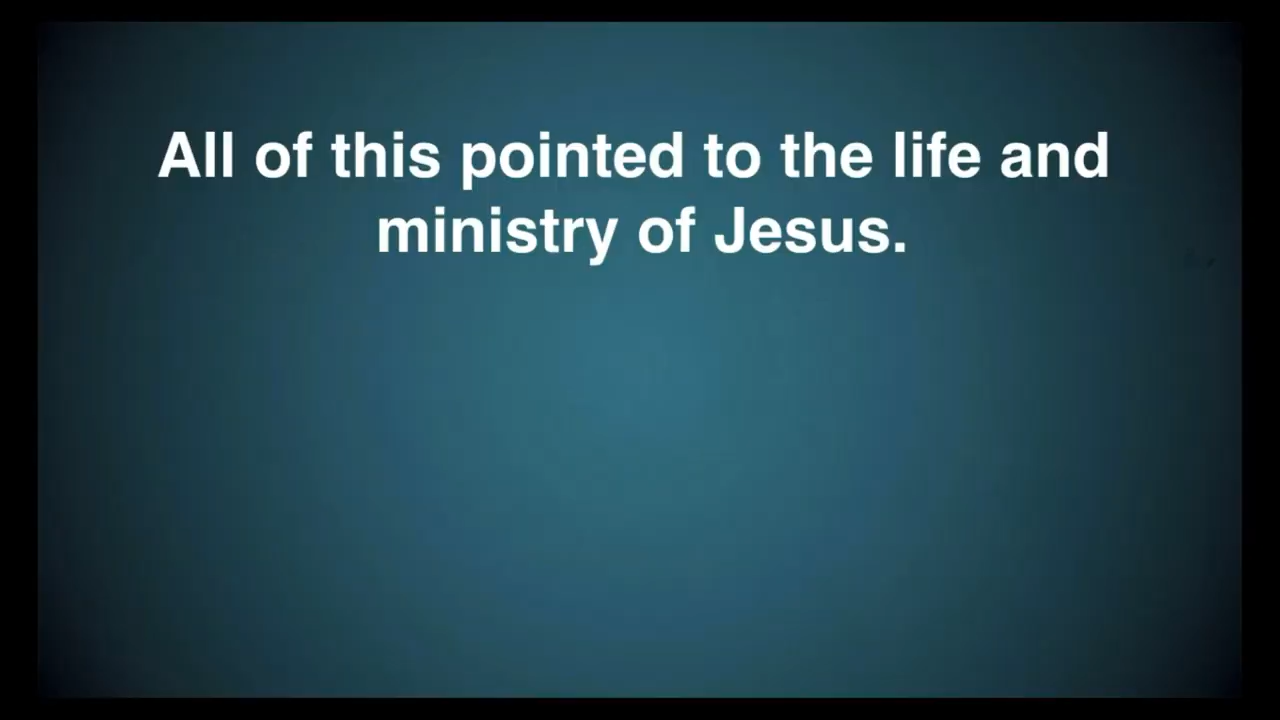 All of this pointed to the life and
ministry of Jesus.